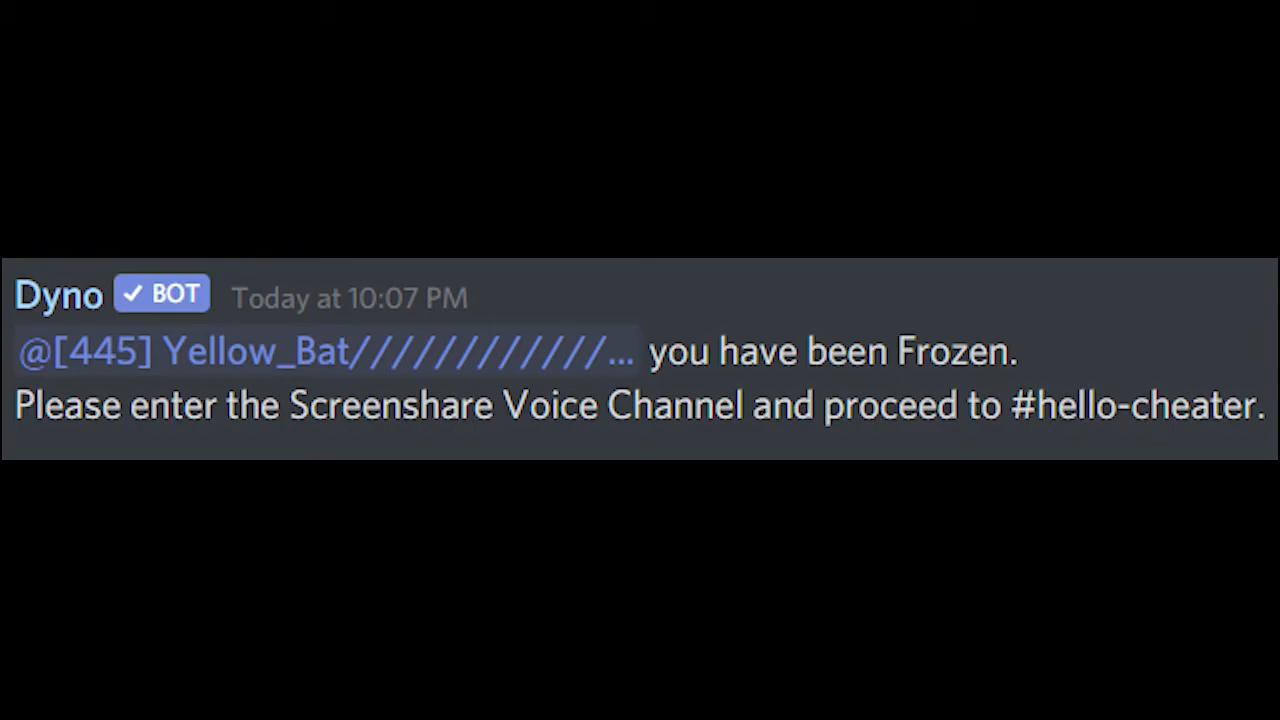 Dyno ✓ BOT Today at 10:07 PM
@[445] Yellow_Bat////////////... you have been Frozen.
Please enter the Screenshare Voice Channel and proceed to #hello-cheater.